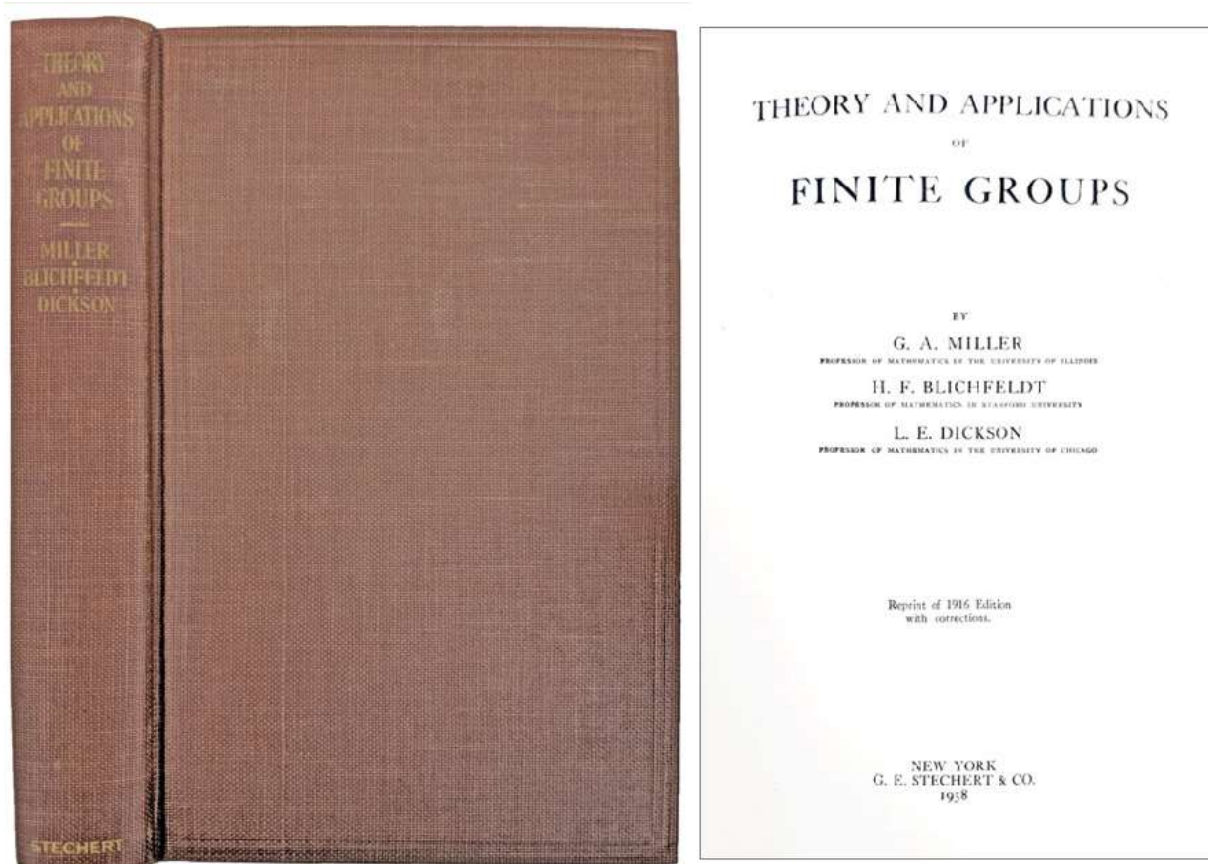 THEORY
AND
APPLICATIONS
OF
FINITE
GROUPS
MILLER
BLICHFELDT
DICKSON
STECHERT
THEORY AND APPLICATIONS
OF
FINITE GROUPS
BY
G. A. MILLER
PROFESSOR OF MATHEMATICS IN THE UNIVERSITY OF ILLINOIS
H. F. BLICHFELDT
PROFESSOR OF MATHEMATICS IN STANFORD UNIVERSITY
L. E. DICKSON
PROFESSOR OF MATHEMATICS IN THE UNIVERSITY OF CHICAGO
Reprint of 1916 Edition
with corrections.
NEW YORK
G. E. STECHERT & CO.
1938